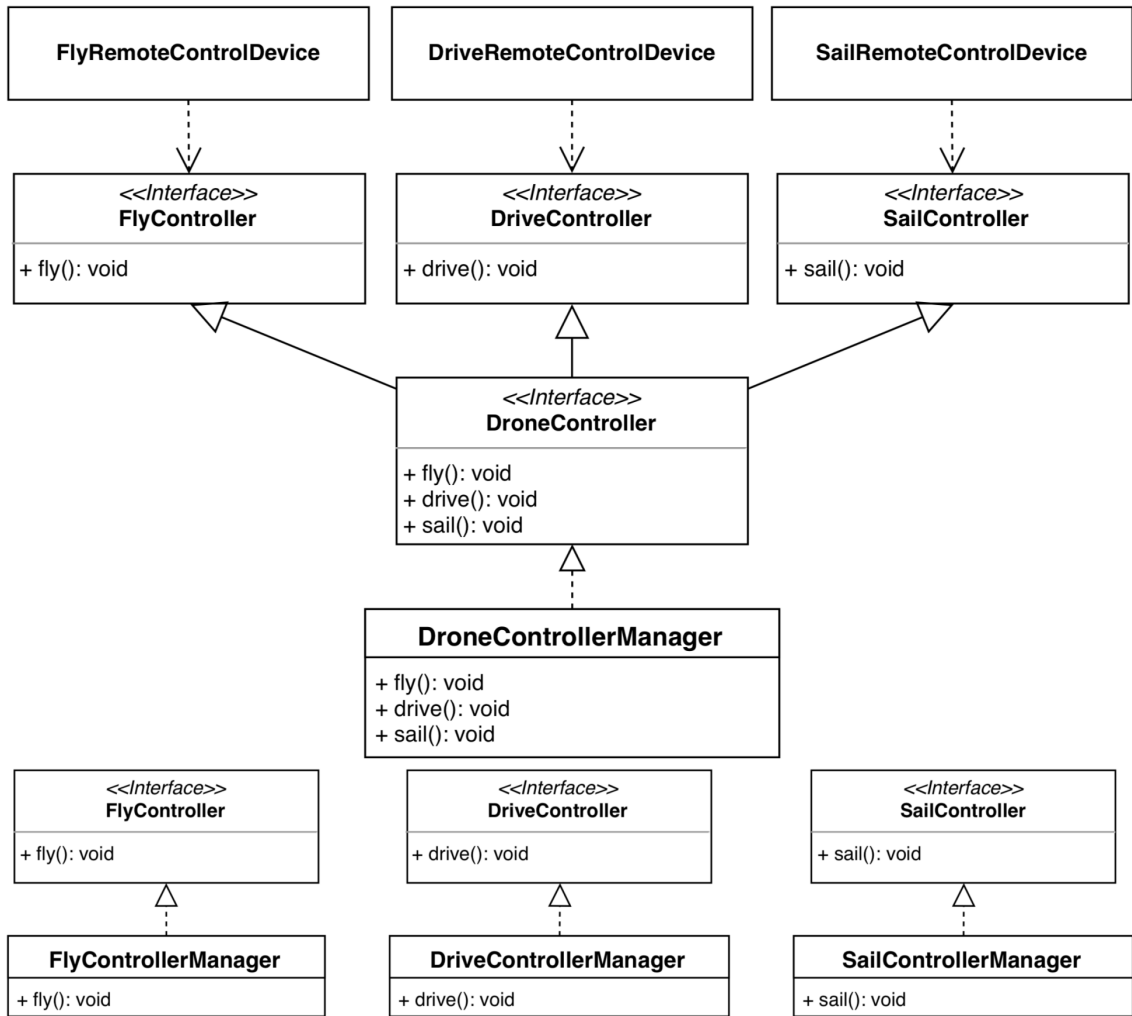 FlyRemoteControlDevice
DriveRemoteControlDevice
SailRemoteControlDevice
<<Interface>>
FlyController
+ fly(): void
<<Interface>>
DriveController
+ drive(): void
<<Interface>>
SailController
+ sail(): void
<<Interface>>
DroneController
+ fly(): void
+ drive(): void
+ sail(): void
DroneControllerManager
+ fly(): void
+ drive(): void
+ sail(): void
<<Interface>>
FlyController
+ fly(): void
<<Interface>>
DriveController
+ drive(): void
<<Interface>>
SailController
+ sail(): void
FlyControllerManager
+ fly(): void
DriveControllerManager
+ drive(): void
SailControllerManager
+ sail(): void